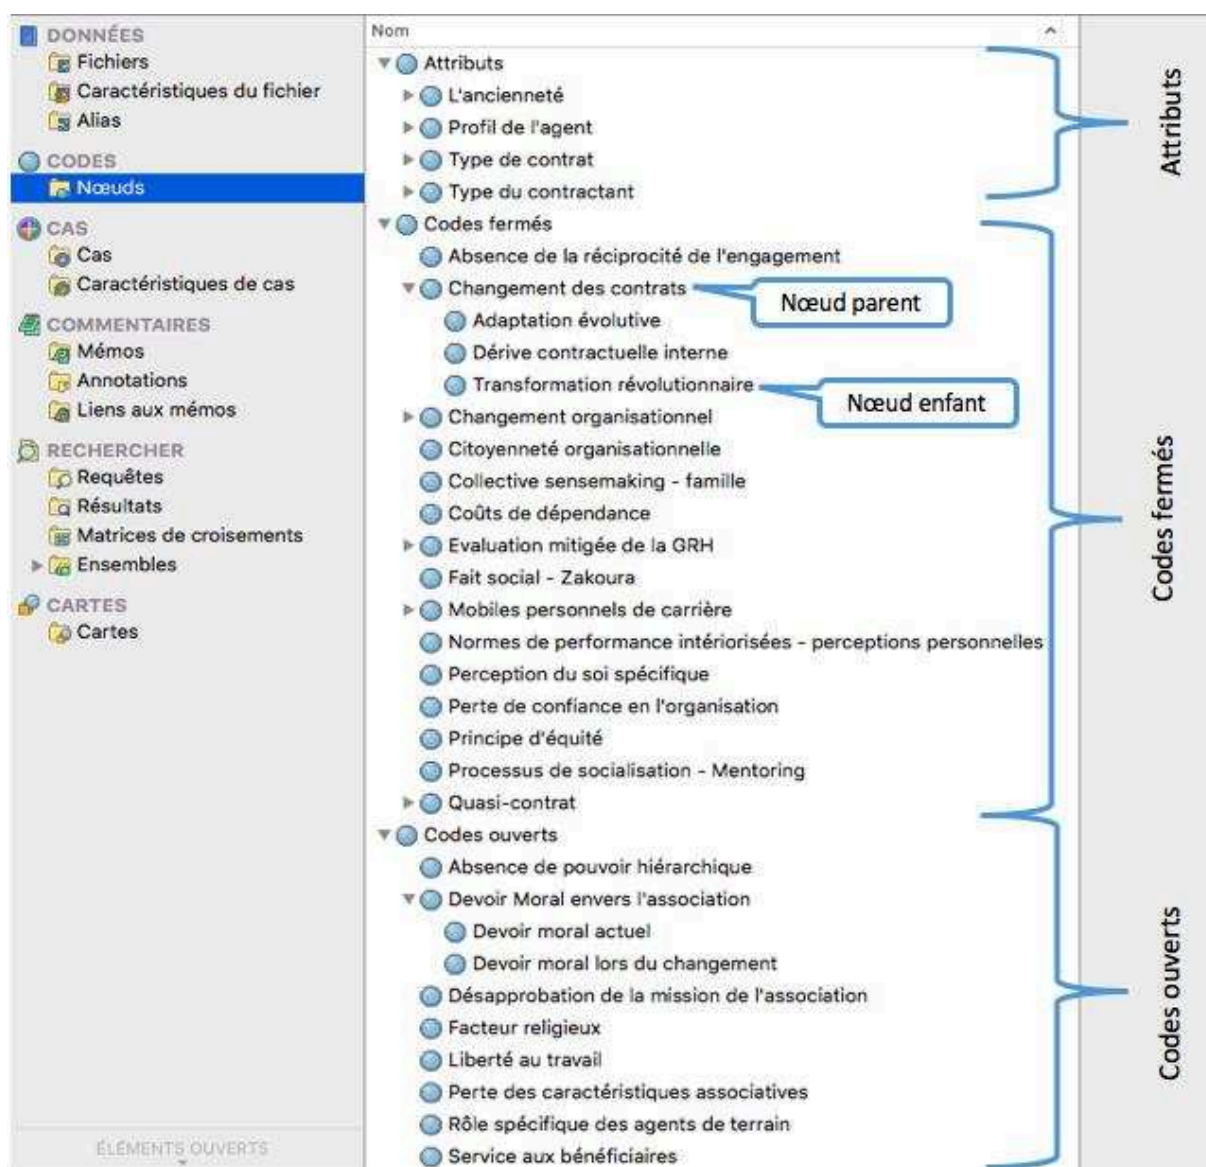 DONNÉES
Fichiers
Caractéristiques du fichier
Alias
CODES
Nœuds
CAS
Cas
Caractéristiques de cas
COMMENTAIRES
Mémos
Annotations
Liens aux mémos
RECHERCHER
Requêtes
Résultats
Matrices de croisements
Ensembles
CARTES
Cartes
ÉLÉMENTS OUVERTS
Nom
Attributs
L'ancienneté
Profil de l'agent
Type de contrat
Type du contractant
Codes fermés
Absence de la réciprocité de l'engagement
Changement des contrats
Nœud parent
Adaptation évolutive
Dérive contractuelle interne
Transformation révolutionnaire
Nœud enfant
Changement organisationnel
Citoyenneté organisationnelle
Collective sensemaking - famille
Coûts de dépendance
Evaluation mitigée de la GRH
Fait social - Zakoura
Mobiles personnels de carrière
Normes de performance intériorisées - perceptions personnelles
Perception du soi spécifique
Perte de confiance en l'organisation
Principe d'équité
Processus de socialisation - Mentoring
Quasi-contrat
Codes ouverts
Absence de pouvoir hiérarchique
Devoir Moral envers l'association
Devoir moral actuel
Devoir moral lors du changement
Désapprobation de la mission de l'association
Facteur religieux
Liberté au travail
Perte des caractéristiques associatives
Rôle spécifique des agents de terrain
Service aux bénéficiaires
Attributs
Codes fermés
Codes ouverts